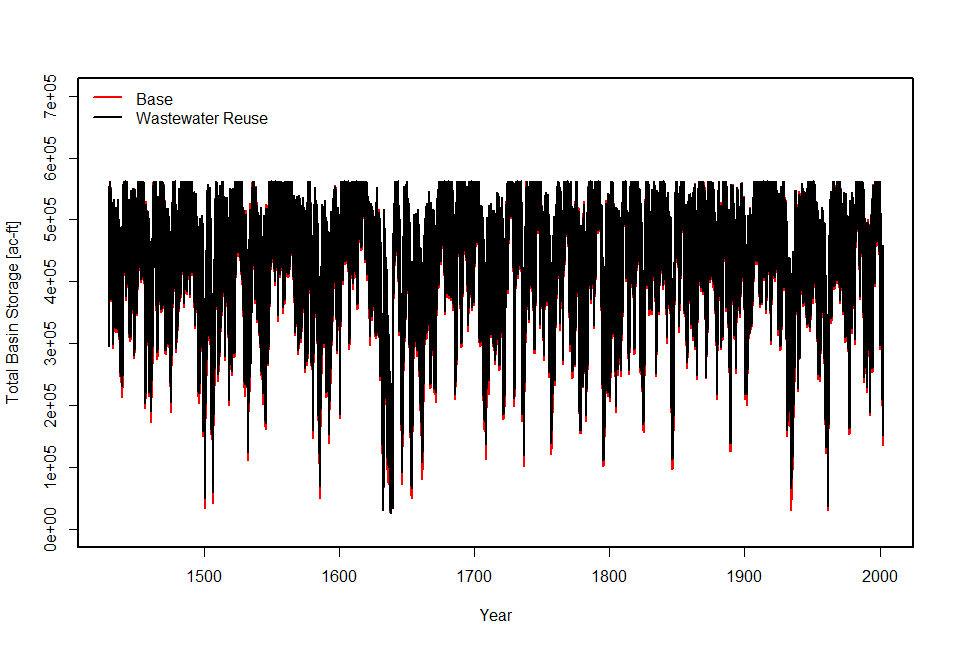 Base
Wastewater Reuse
Total Basin Storage [ac-ft]
7e+05
6e+05
5e+05
4e+05
3e+05
2e+05
1e+05
0e+00
1500 1600 1700 1800 1900 2000
Year